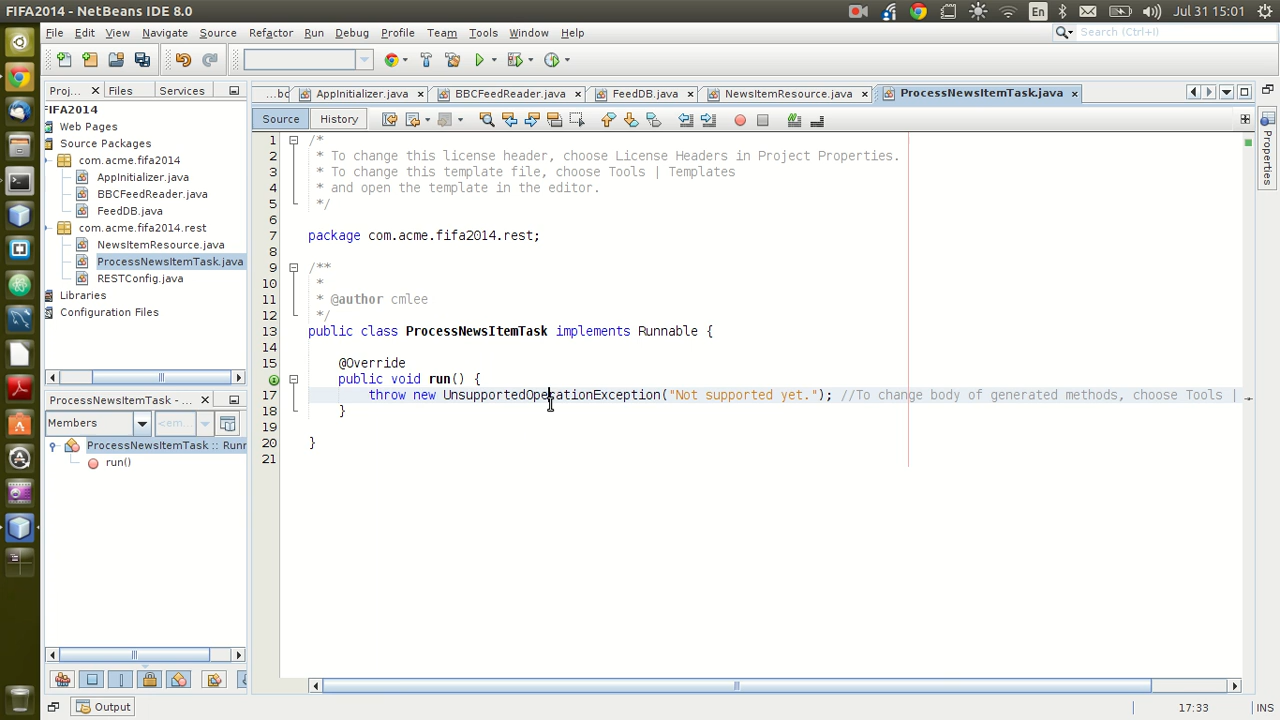 FIFA2014 - NetBeans IDE 8.0
En
Jul 31 15:01
File Edit View Navigate Source Refactor Run Debug Profile Team Tools Window Help
Search (Ctrl+I)
Proj... Files Services
...bc AppInitializer.java BBCFeedReader.java FeedDB.java NewsItemResource.java ProcessNewsItemTask.java
Source History
FIFA2014
Web Pages
Source Packages
com.acme.fifa2014
AppInitializer.java
BBCFeedReader.java
FeedDB.java
com.acme.fifa2014.rest
NewsItemResource.java
ProcessNewsItemTask.java
RESTConfig.java
Libraries
Configuration Files
ProcessNewsItemTask - ...
Members <em...
ProcessNewsItemTask :: Runn
run()
1 /*
2 * To change this license header, choose License Headers in Project Properties.
3 * To change this template file, choose Tools | Templates
4 * and open the template in the editor.
5 */
6
7 package com.acme.fifa2014.rest;
8
9 /**
10 *
11 * @author cmlee
12 */
13 public class ProcessNewsItemTask implements Runnable {
14
15 @Override
16 public void run() {
17 throw new UnsupportedOperationException("Not supported yet."); //To change body of generated methods, choose Tools |
18 }
19
20 }
21
Properties
Output
17:33 INS